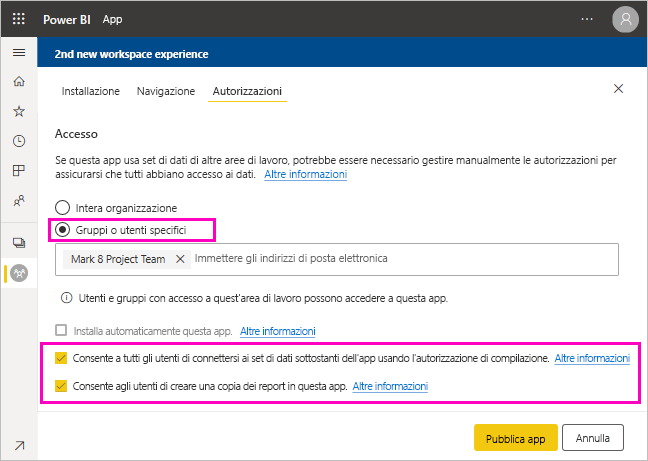 Power BI App
2nd new workspace experience
Installazione Navigazione Autorizzazioni
Accesso
Se questa app usa set di dati di altre aree di lavoro, potrebbe essere necessario gestire manualmente le autorizzazioni per
assicurarsi che tutti abbiano accesso ai dati. Altre informazioni
Intera organizzazione
Gruppi o utenti specifici
Mark 8 Project Team Immettere gli indirizzi di posta elettronica
Utenti e gruppi con accesso a quest'area di lavoro possono accedere a questa app.
Installa automaticamente questa app. Altre informazioni
Consente a tutti gli utenti di connettersi ai set di dati sottostanti dell'app usando l'autorizzazione di compilazione. Altre informazioni
Consente agli utenti di creare una copia dei report in questa app. Altre informazioni
Pubblica app Annulla